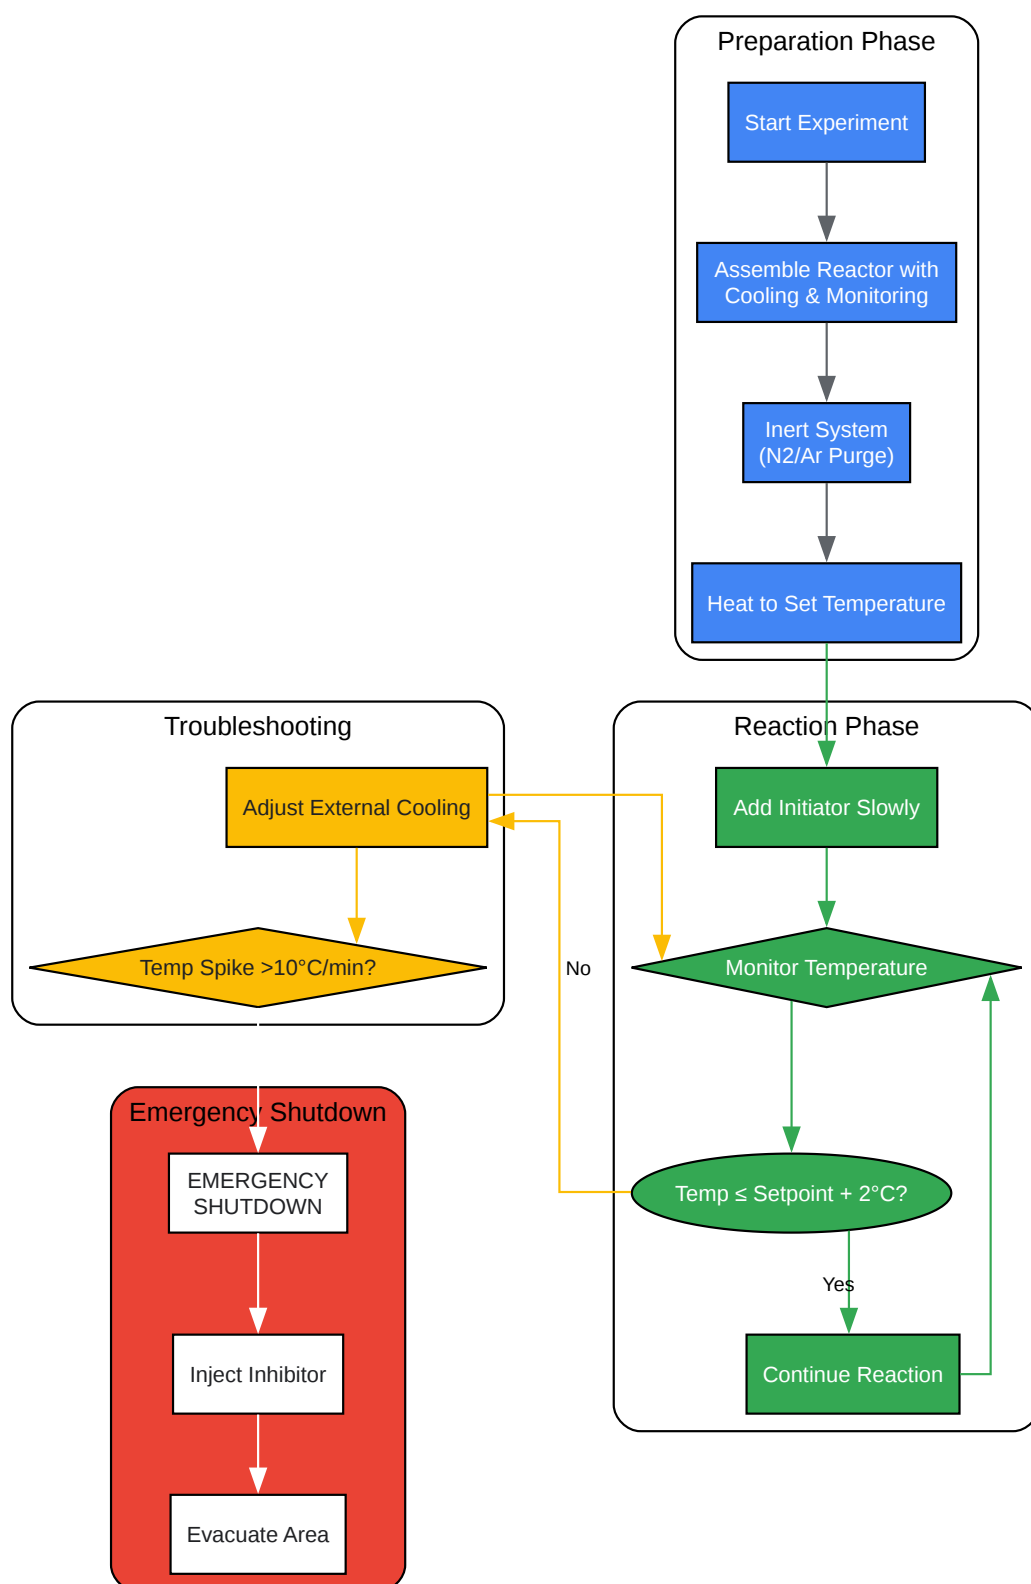 Preparation Phase
Start Experiment
Assemble Reactor with
Cooling & Monitoring
Inert System
(N2/Ar Purge)
Heat to Set Temperature
Troubleshooting
Adjust External Cooling
Temp Spike >10°C/min?
Reaction Phase
Add Initiator Slowly
Monitor Temperature
No
Temp ≤ Setpoint + 2°C?
Yes
Continue Reaction
Emergency Shutdown
EMERGENCY
SHUTDOWN
Inject Inhibitor
Evacuate Area